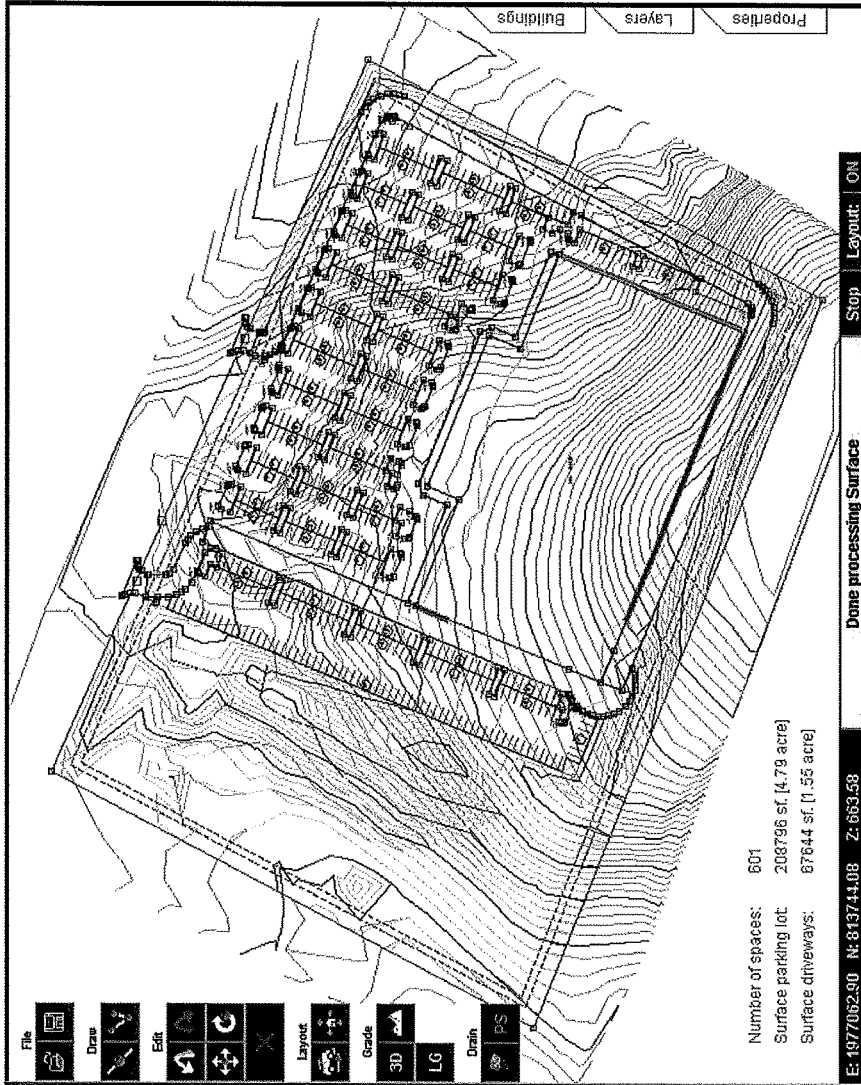 File
Draw
Edit
Layout
Grade
3D
LG
Drain
PS
Buildings
Layers
Properties
Number of spaces: 601
Surface parking lot: 208796 sf. [4.79 acre]
Surface driveways: 67644 sf. [1.55 acre]
E: 1977062.90 N: 813744.08 Z: 663.58
Done processing Surface
Stop
Layout: ON